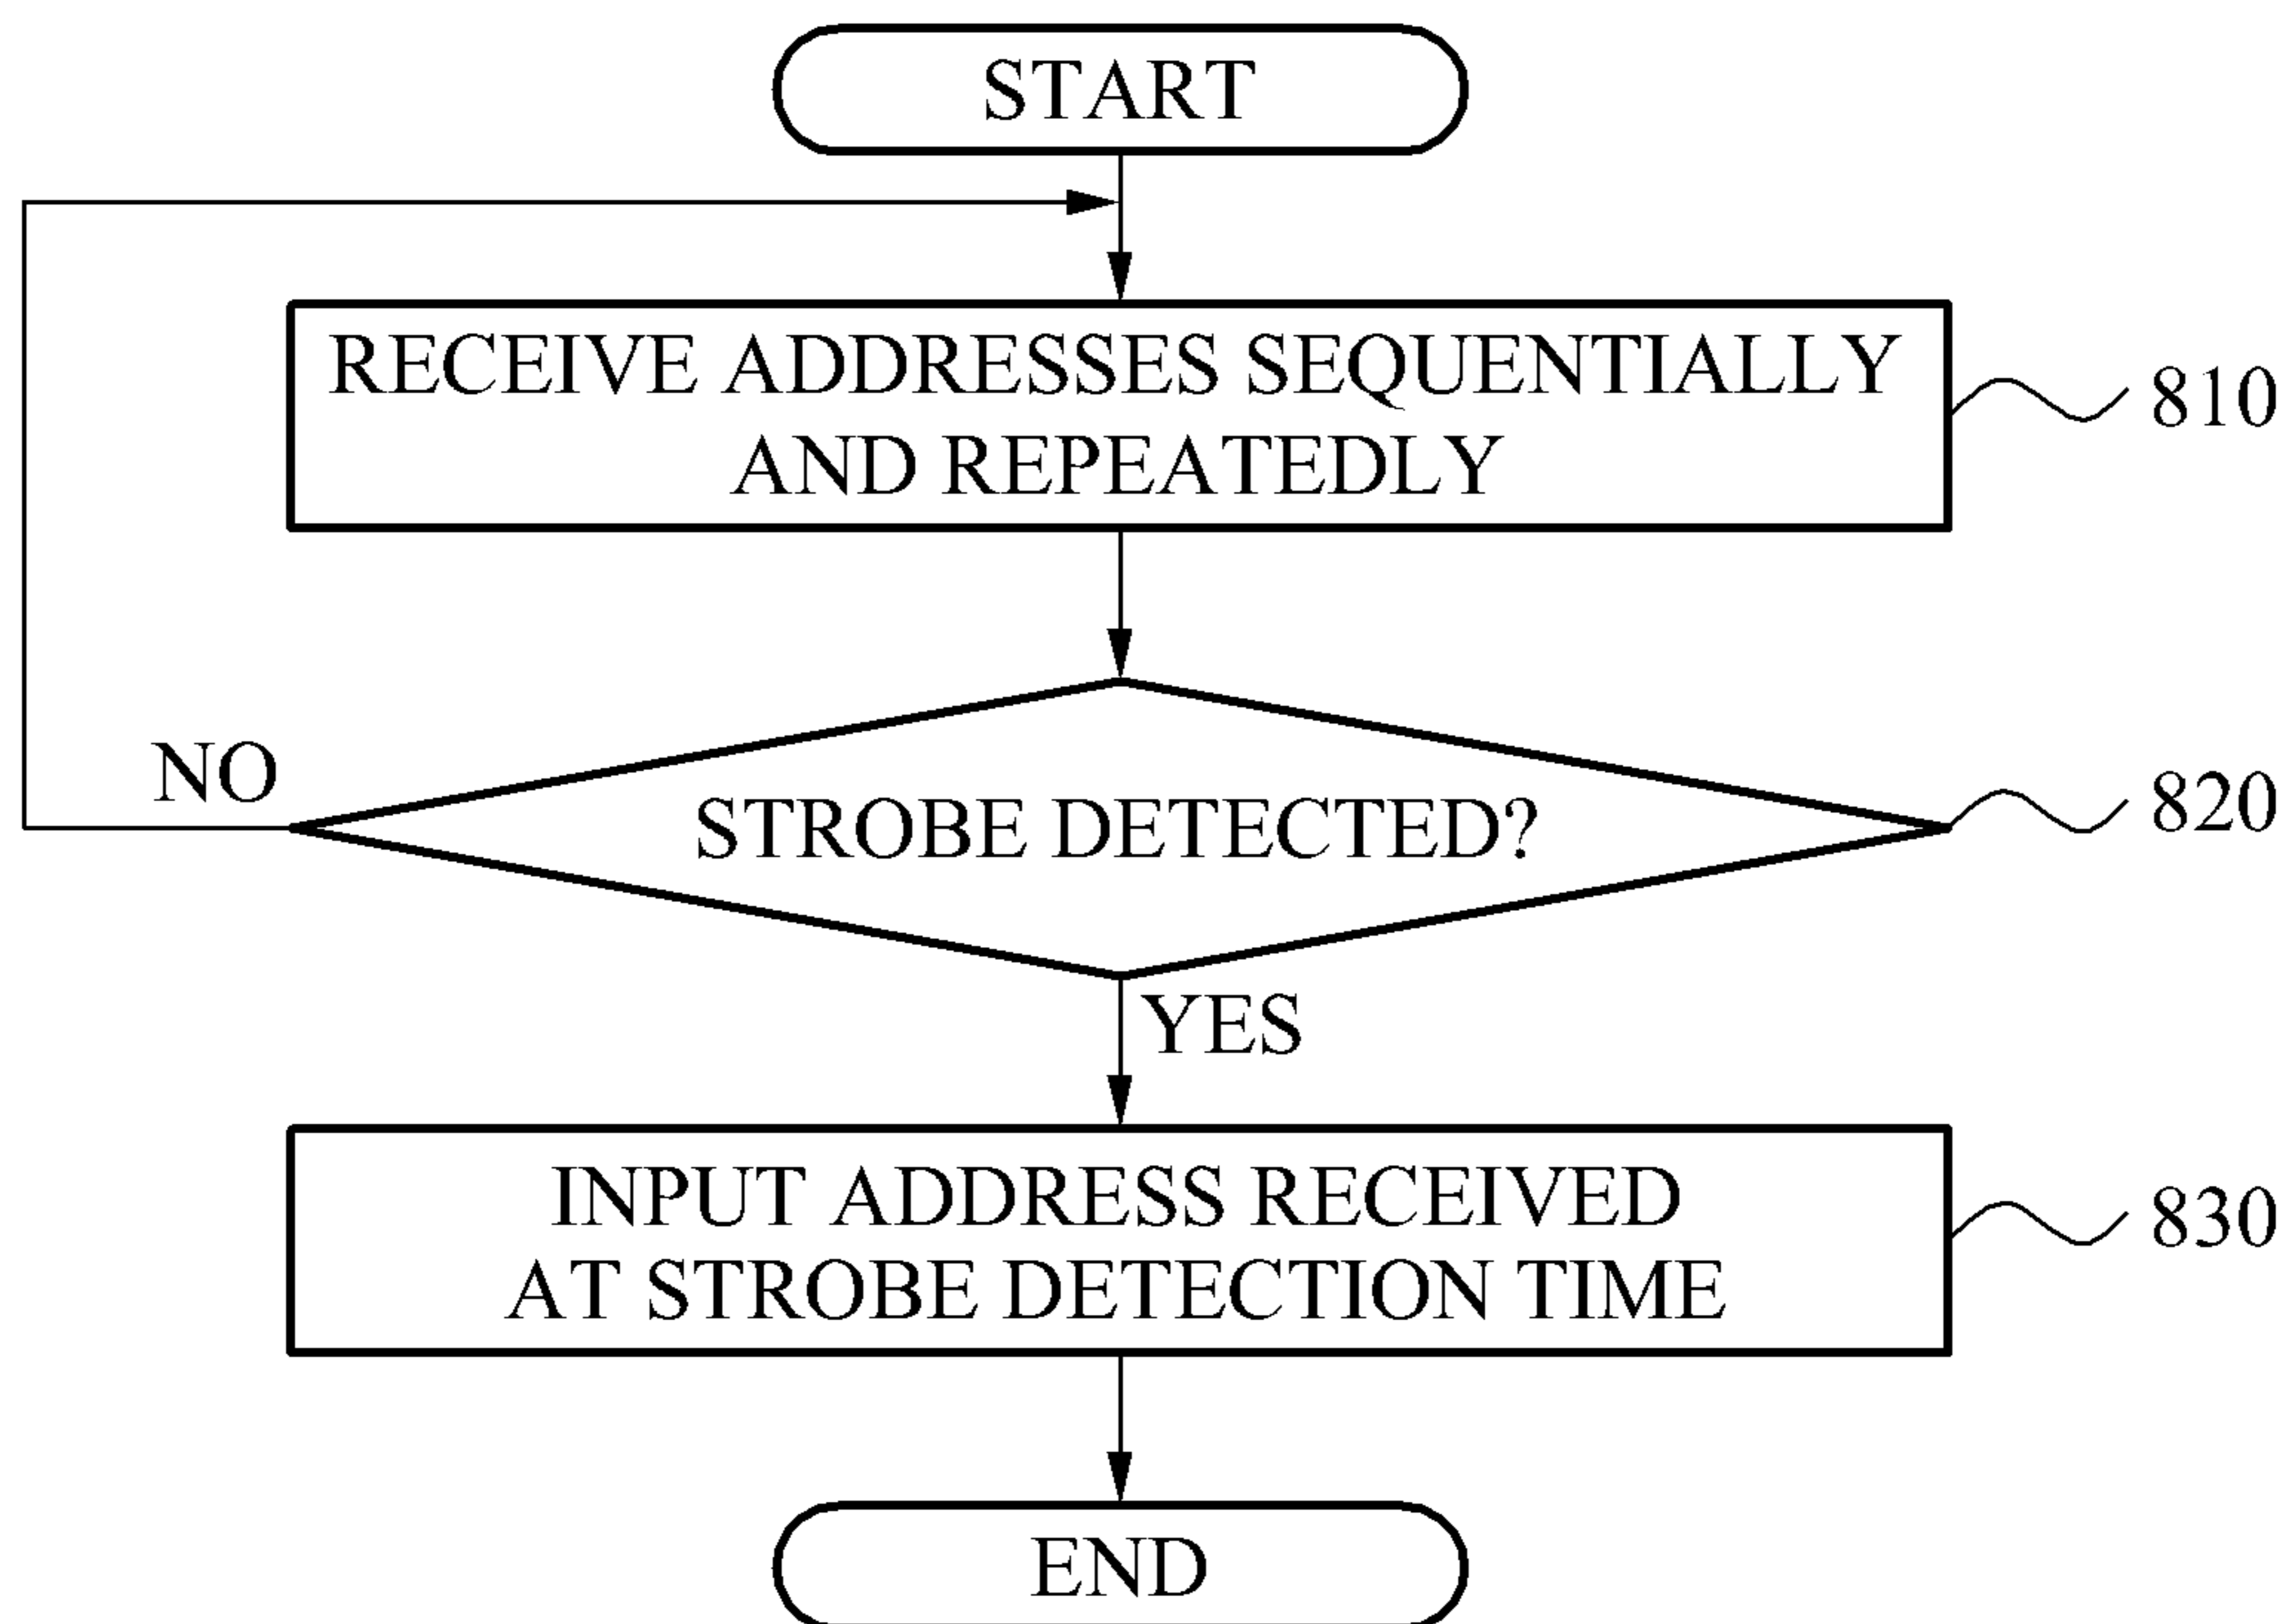 START
RECEIVE ADDRESSES SEQUENTIALLY
AND REPEATEDLY
810
NO
STROBE DETECTED?
820
YES
INPUT ADDRESS RECEIVED
AT STROBE DETECTION TIME
830
END